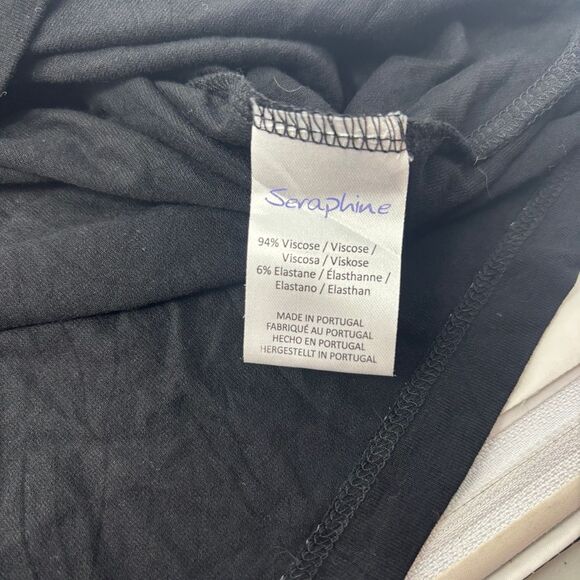 Seraphine
94% Viscose / Viscose /
Viscosa / Viskose
6% Elastane / Élasthanne /
Elastano / Elasthan
MADE IN PORTUGAL
FABRIQUÉ AU PORTUGAL
HECHO EN PORTUGAL
HERGESTELLT IN PORTUGAL